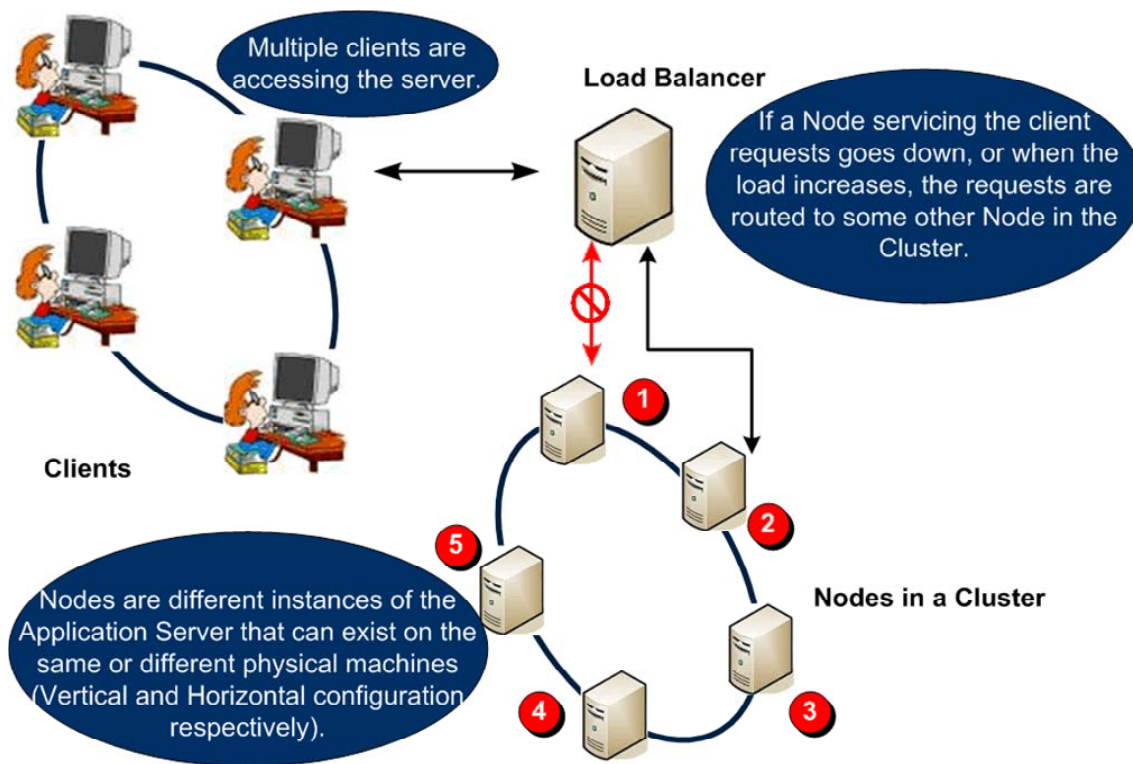 Multiple clients are
accessing the server.
Load Balancer
If a Node servicing the client
requests goes down, or when the
load increases, the requests are
routed to some other Node in the
Cluster.
Clients
1
2
5
Nodes in a Cluster
Nodes are different instances of the
Application Server that can exist on the
same or different physical machines
(Vertical and Horizontal configuration
respectively).
4
3